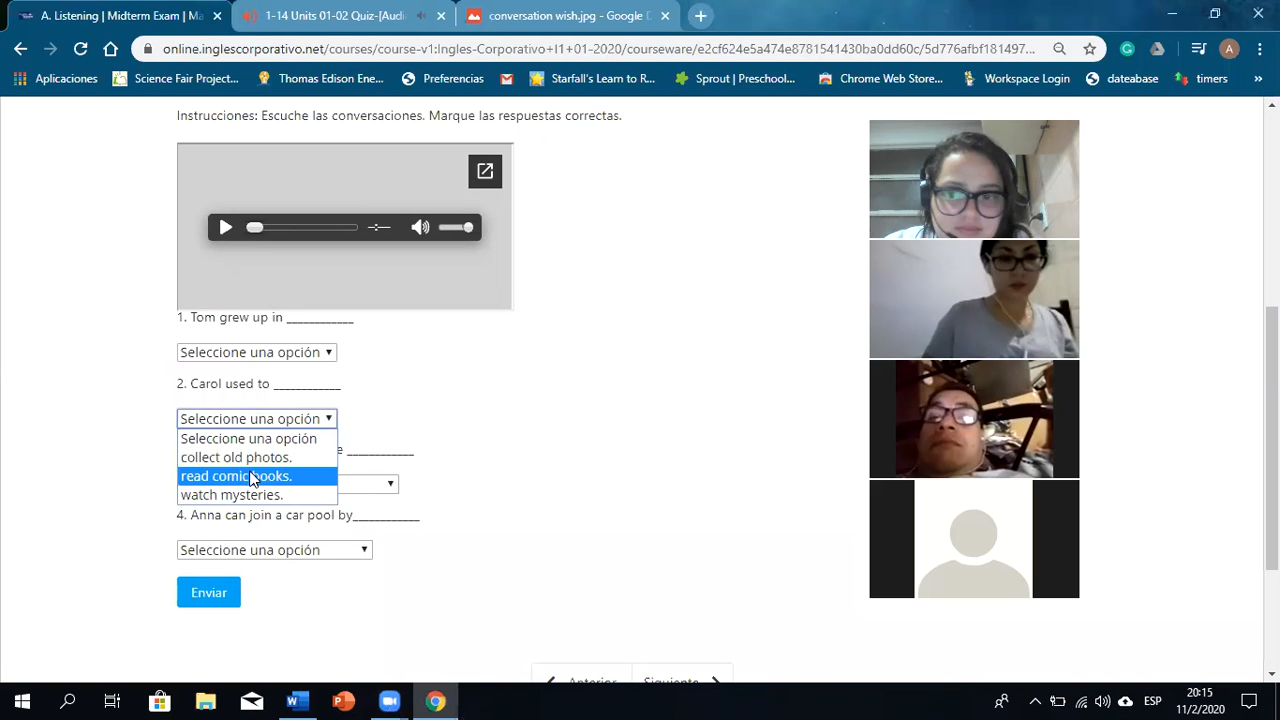 A. Listening | Midterm Exam | Ma
1-14 Units 01-02 Quiz-[Audi
conversation wish.jpg - Google D
online.inglescorporativo.net/courses/course-v1:Ingles-Corporativo+I1+01-2020/courseware/e2cf624e5a474e8781541430ba0dd60c/5d776afbf181497...
A
Aplicaciones
Science Fair Project...
Thomas Edison Ene...
Preferencias
Starfall's Learn to R...
Sprout | Preschool...
Chrome Web Store...
Workspace Login
dateabase
timers
»
Instrucciones: Escuche las conversaciones. Marque las respuestas correctas.
-:--
1. Tom grew up in ____________
Seleccione una opción
2. Carol used to ____________
Seleccione una opción
Seleccione una opción
collect old photos.
read comic books.
watch mysteries.
e ____________
4. Anna can join a car pool by____________
Seleccione una opción
Enviar
Anterior
Siguiente
ESP
20:15
11/2/2020